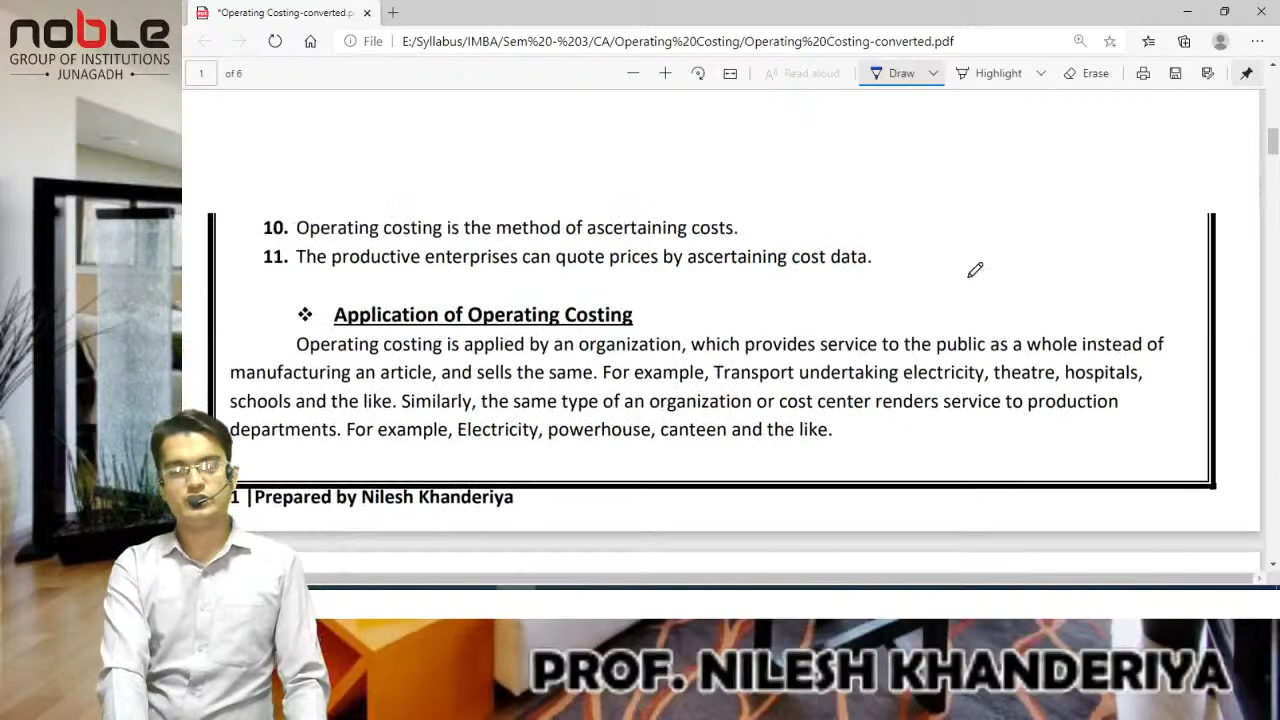 noble
GROUP OF INSTITUTIONS
JUNAGADH
*Operating Costing-converted.p
File
E:/Syllabus/IMBA/Sem%20-%203/CA/Operating%20Costing/Operating%20Costing-converted.pdf
1 of 6
Read aloud
Draw
Highlight
Erase
10. Operating costing is the method of ascertaining costs.
11. The productive enterprises can quote prices by ascertaining cost data.
❖ Application of Operating Costing
Operating costing is applied by an organization, which provides service to the public as a whole instead of
manufacturing an article, and sells the same. For example, Transport undertaking electricity, theatre, hospitals,
schools and the like. Similarly, the same type of an organization or cost center renders service to production
departments. For example, Electricity, powerhouse, canteen and the like.
1 |Prepared by Nilesh Khanderiya
PROF. NILESH KHANDERIYA